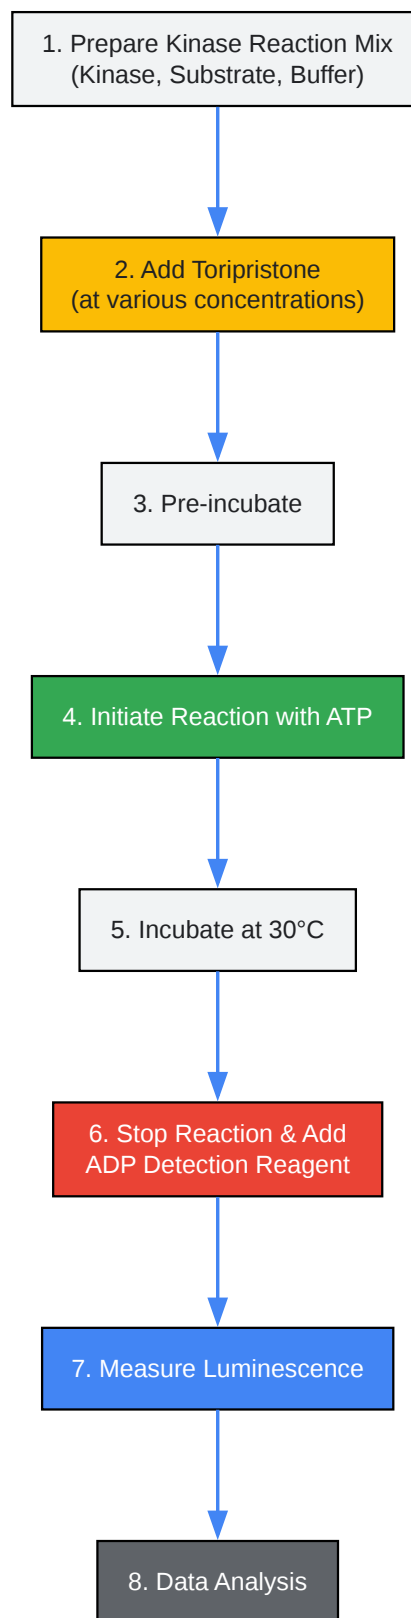 1. Prepare Kinase Reaction Mix
(Kinase, Substrate, Buffer)
2. Add Toripristone
(at various concentrations)
3. Pre-incubate
4. Initiate Reaction with ATP
5. Incubate at 30°C
6. Stop Reaction & Add
ADP Detection Reagent
7. Measure Luminescence
8. Data Analysis